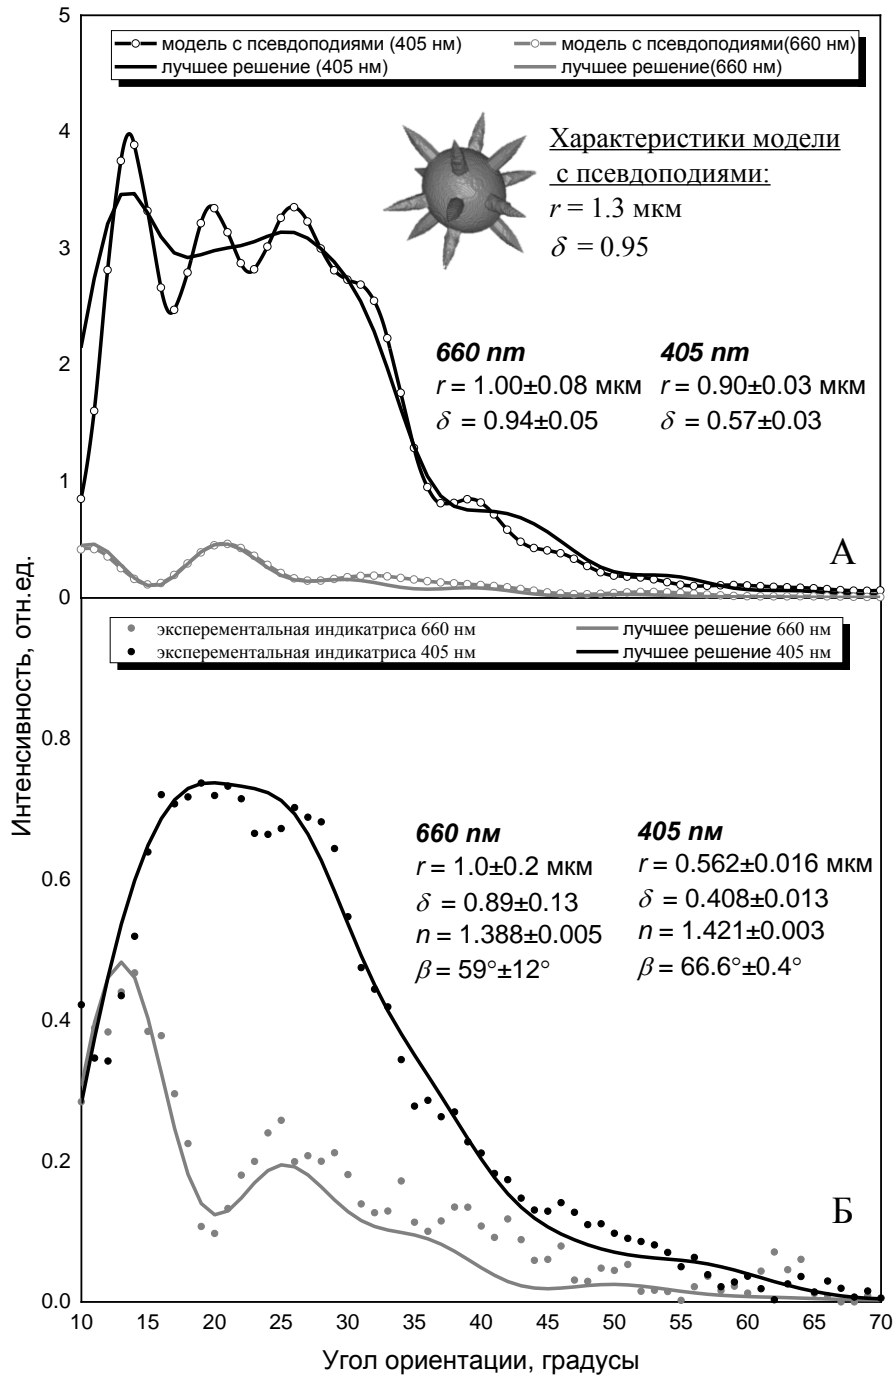 5
модель с псевдоподиями (405 нм)
модель с псевдоподиями(660 нм)
лучшее решение (405 нм)
лучшее решение(660 нм)
4
Характеристики модели
с псевдоподиями:
r = 1.3 мкм
δ = 0.95
3
2
660 nm
405 nm
r = 1.00±0.08 мкм
r = 0.90±0.03 мкм
δ = 0.94±0.05
δ = 0.57±0.03
1
А
0
Интенсивность, отн.ед.
эксперементальная индикатриса 660 нм
лучшее решение 660 нм
эксперементальная индикатриса 405 нм
лучшее решение 405 нм
0.8
660 nм
405 nм
r = 1.0±0.2 мкм
r = 0.562±0.016 мкм
δ = 0.89±0.13
δ = 0.408±0.013
n = 1.388±0.005
n = 1.421±0.003
β = 59°±12°
β = 66.6°±0.4°
0.6
0.4
0.2
Б
0.0
10 15 20 25 30 35 40 45 50 55 60 65 70
Угол ориентации, градусы